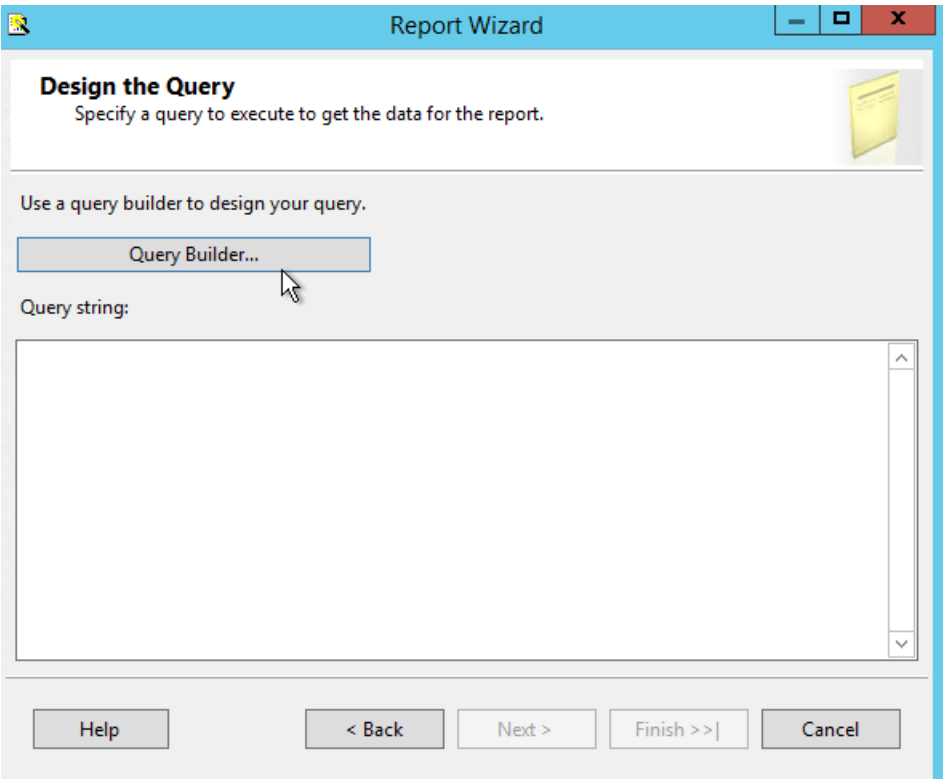 Report Wizard
Design the Query
Specify a query to execute to get the data for the report.
Use a query builder to design your query.
Query Builder...
Query string:
Help
< Back
Next >
Finish >>|
Cancel